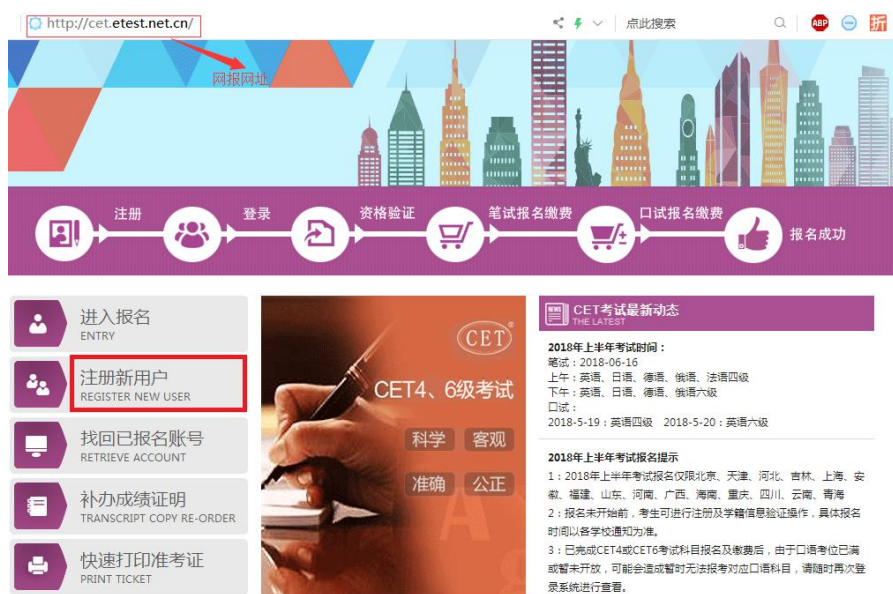 http://cet.etest.net.cn/
点此搜索
ABP
折
网报网址
注册
登录
资格验证
笔试报名缴费
口试报名缴费
报名成功
进入报名
ENTRY
注册新用户
REGISTER NEW USER
找回已报名账号
RETRIEVE ACCOUNT
补办成绩证明
TRANSCRIPT COPY RE-ORDER
快速打印准考证
PRINT TICKET
CET®
CET4、6级考试
科学 客观
准确 公正
NEWS
CET考试最新动态
THE LATEST
2018年上半年考试时间：
笔试：2018-06-16
上午：英语、日语、德语、俄语、法语四级
下午：英语、日语、德语、俄语六级
口试：
2018-5-19：英语四级 2018-5-20：英语六级
2018年上半年考试报名提示
1：2018年上半年考试报名仅限北京、天津、河北、吉林、上海、安
徽、福建、山东、河南、广西、海南、重庆、四川、云南、青海
2：报名未开始前，考生可进行注册及学籍信息验证操作，具体报名
时间以各学校通知为准。
3：已完成CET4或CET6考试科目报名及缴费后，由于口语考位已满
或暂未开放，可能会造成暂时无法报考对应口语科目，请随时再次登
录系统进行查看。